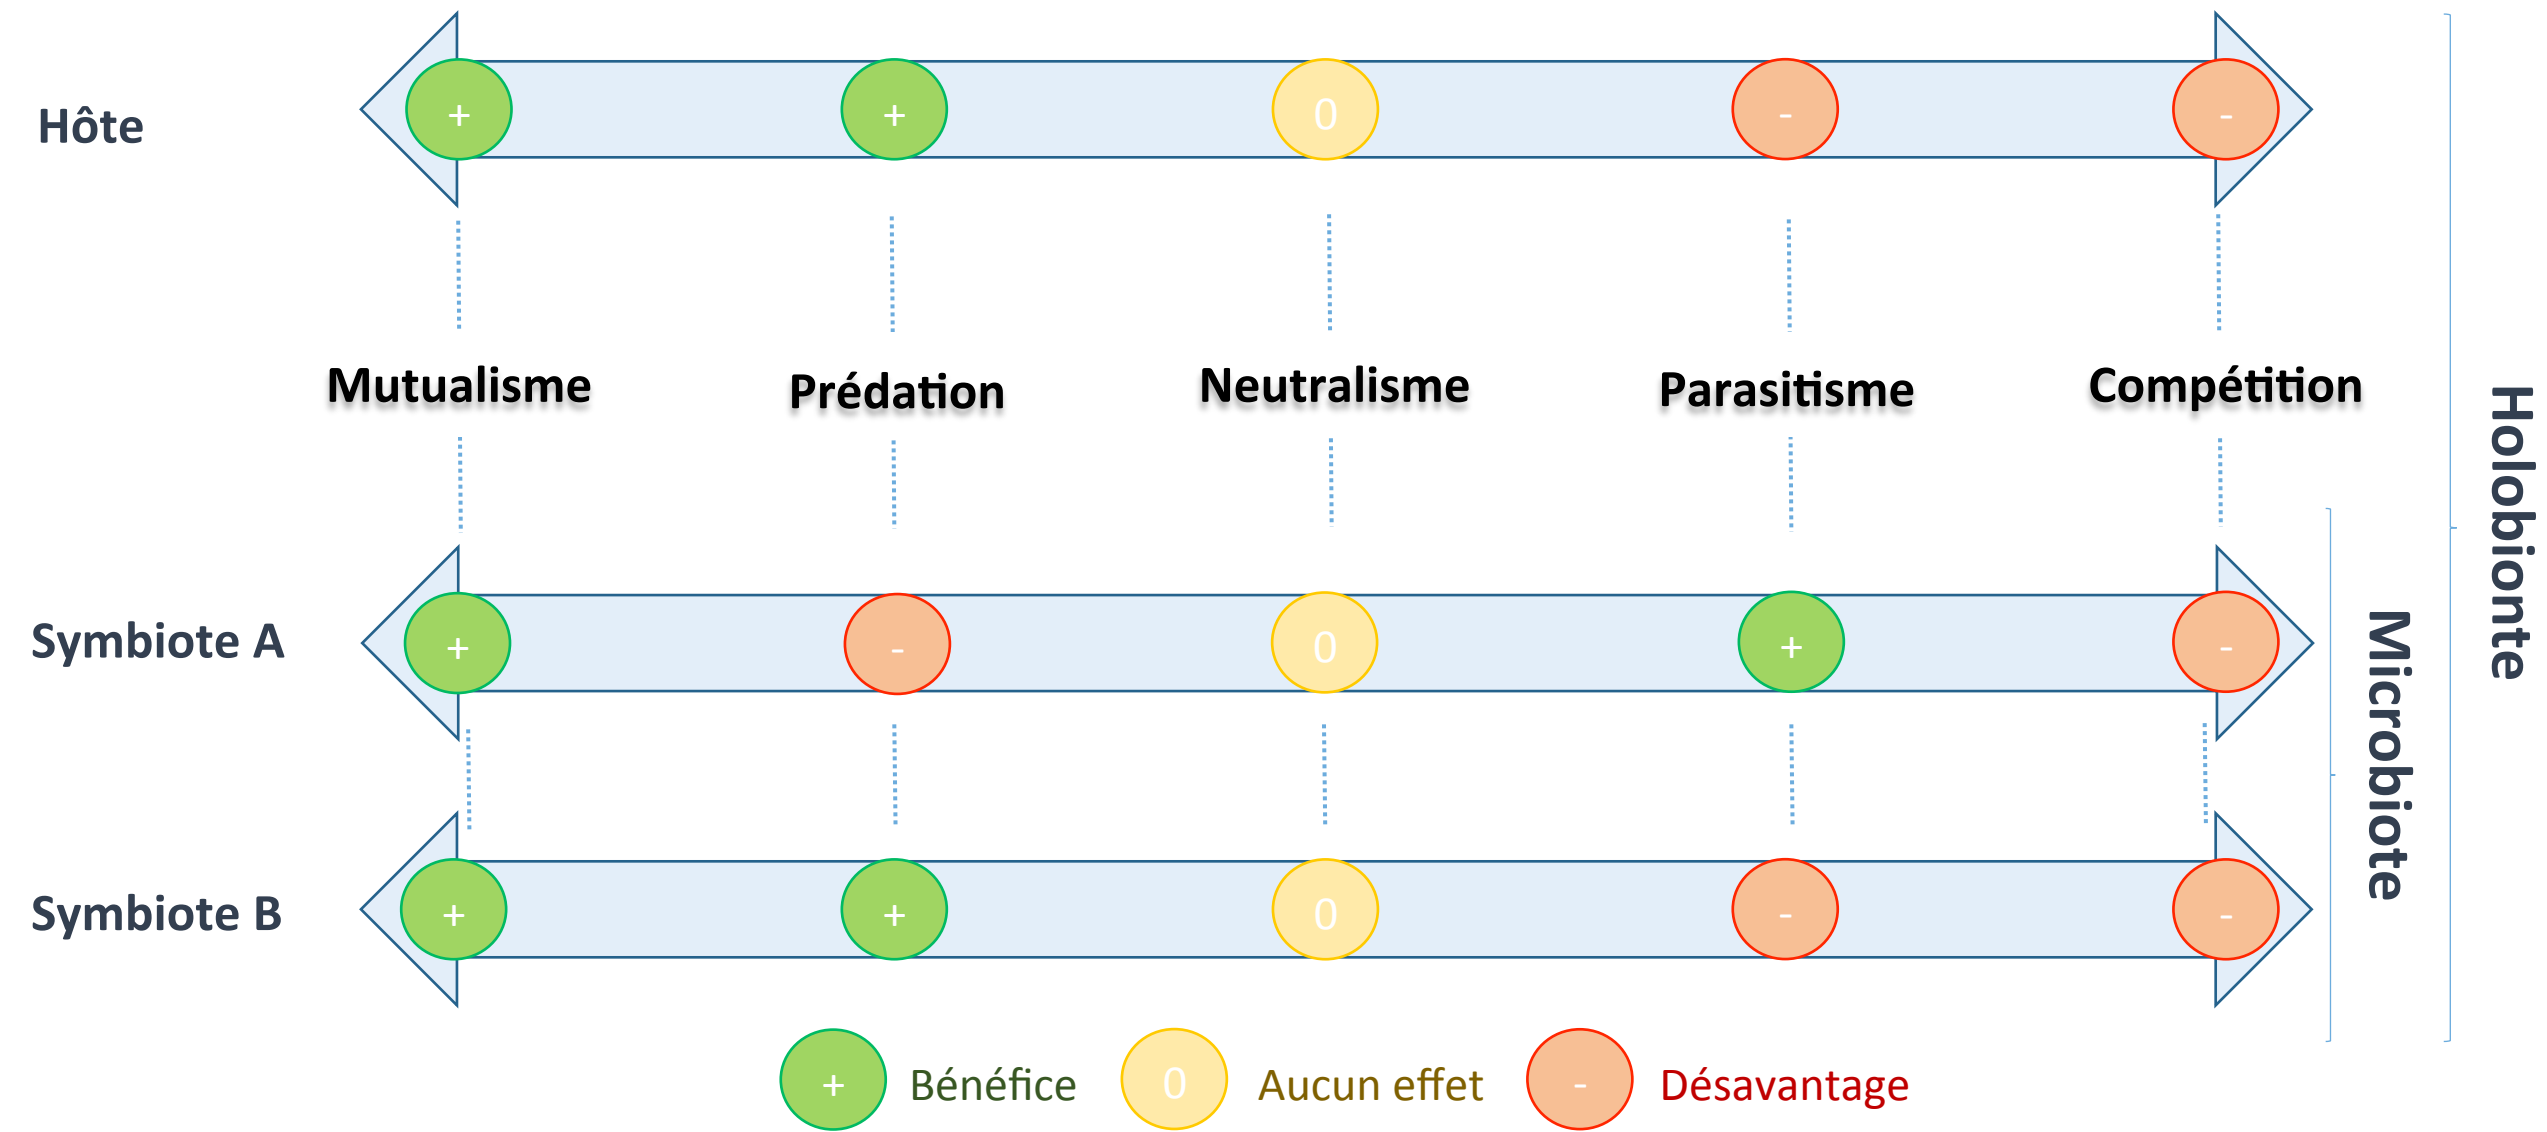 Hôte
+ + 0 - -
Mutualisme Prédation Neutralisme Parasitisme Compétition
Symbiote A
+ - 0 + -
Symbiote B
+ + 0 - -
Microbiote
Holobionte
+ Bénéfice 0 Aucun effet - Désavantage